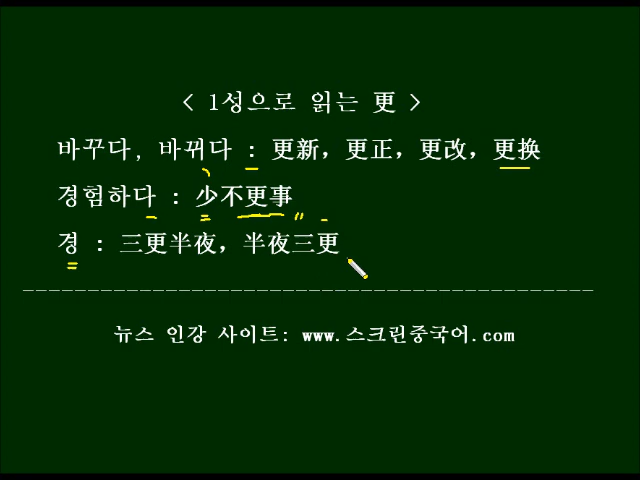 < 1성으로 읽는 更 >
바꾸다, 바뀌다 : 更新, 更正, 更改, 更换
경험하다 : 少不更事
경 : 三更半夜, 半夜三更
뉴스 인강 사이트: www.스크린중국어.com